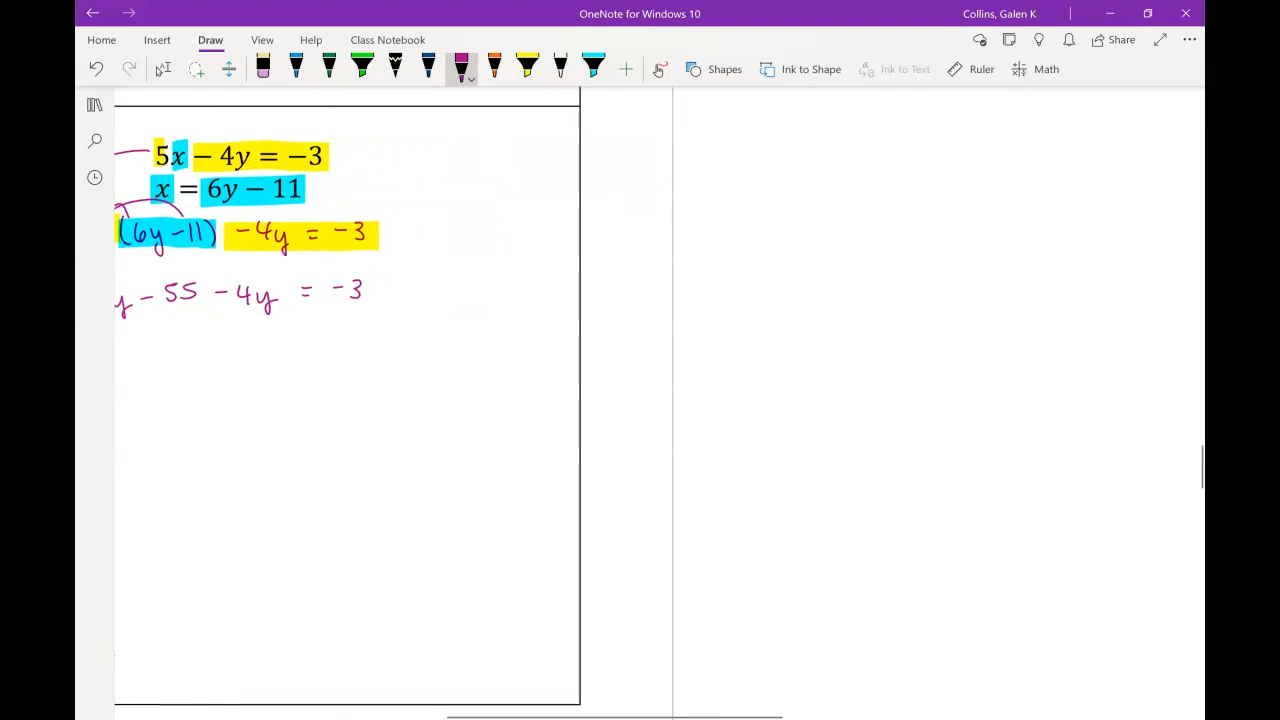 OneNote for Windows 10
Collins, Galen K
Home Insert Draw View Help Class Notebook
Share
Shapes Ink to Shape Ink to Text Ruler Math
5x − 4y = −3
x = 6y − 11
(6y −11) −4y = −3
y − 55 − 4y = −3